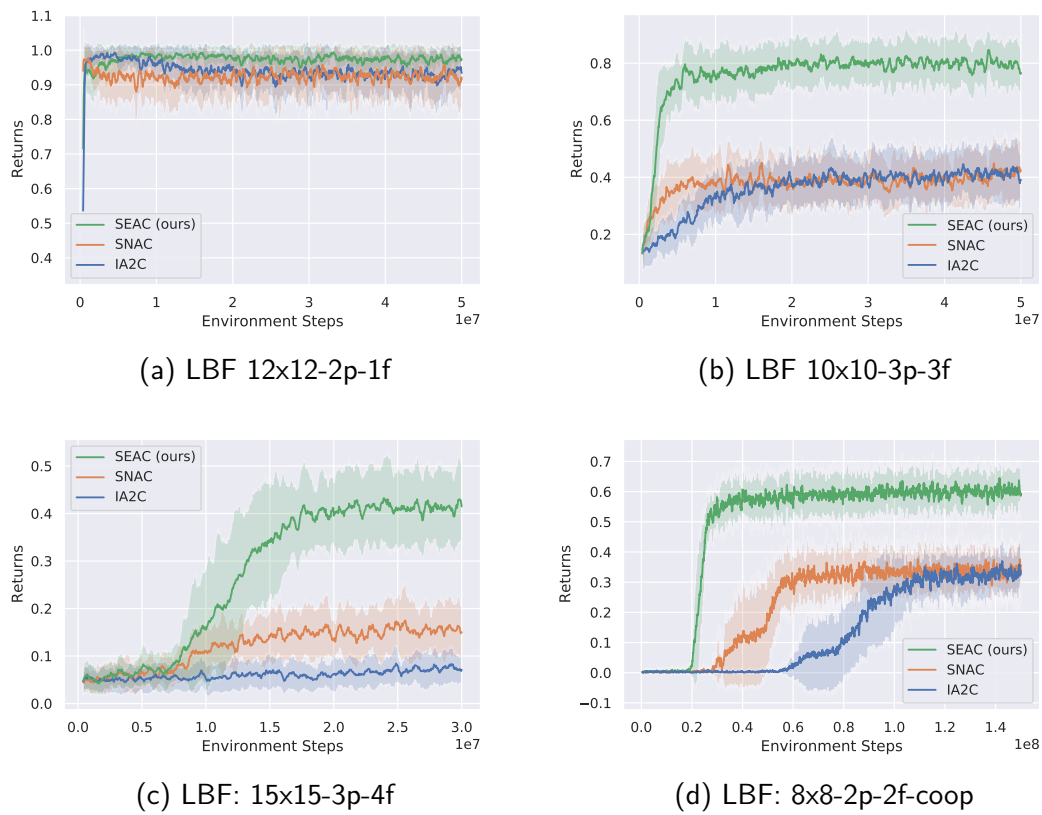 1.1
1.0
0.9
0.8
0.7
0.6
0.5
0.4
Returns
SEAC (ours)
SNAC
IA2C
0 1 2 3 4 5
Environment Steps
1e7
(a) LBF 12x12-2p-1f
0.8
0.6
0.4
0.2
Returns
SEAC (ours)
SNAC
IA2C
0 1 2 3 4 5
Environment Steps
1e7
(b) LBF 10x10-3p-3f
0.5
0.4
0.3
0.2
0.1
0.0
Returns
SEAC (ours)
SNAC
IA2C
0.0 0.5 1.0 1.5 2.0 2.5 3.0
Environment Steps
1e7
(c) LBF: 15x15-3p-4f
0.7
0.6
0.5
0.4
0.3
0.2
0.1
0.0
−0.1
Returns
SEAC (ours)
SNAC
IA2C
0.0 0.2 0.4 0.6 0.8 1.0 1.2 1.4
Environment Steps
1e8
(d) LBF: 8x8-2p-2f-coop